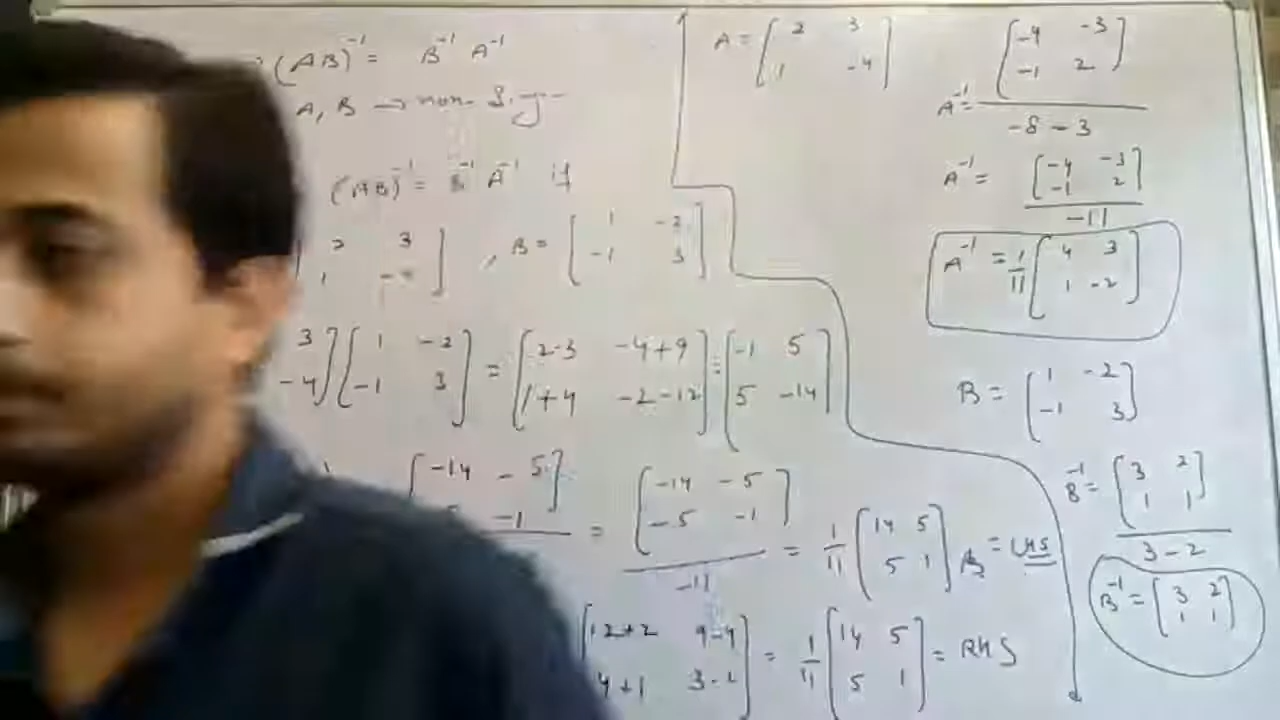 (AB)⁻¹ = B⁻¹ A⁻¹
A, B → non-
(AB)⁻¹ = B⁻¹ A⁻¹ if
2 3 ] , B = [ 1 -2
1 ] [ -1 3 ]
3 ] [ 1 -2 ] = [ 2-3 -4+9 ] = [ -1 5 ]
-4 ] [ -1 3 ] [ 1+4 -2-12 ] [ 5 -14 ]
[ -14 -5 ] = [ -14 -5 ] = 1/11 [ 14 5 ] = LHS
-1 [ -5 -1 ] [ 5 1 ]
-11
[ 12+2 9-4 ] = 1/11 [ 14 5 ] = RHS
4+1 ] [ 5 1 ]
A = [ 2 3 ]
[ 1 -4 ]
A⁻¹ = [ -4 -3 ]
[ -1 2 ]
-8 - 3
A⁻¹ = [ -4 -3 ]
[ -1 2 ]
-11
A⁻¹ = 1/11 [ 4 3 ]
[ 1 -2 ]
B = [ 1 -2 ]
[ -1 3 ]
B⁻¹ = [ 3 2 ]
[ 1 1 ]
3 - 2
B⁻¹ = [ 3 2 ]
[ 1 1 ]